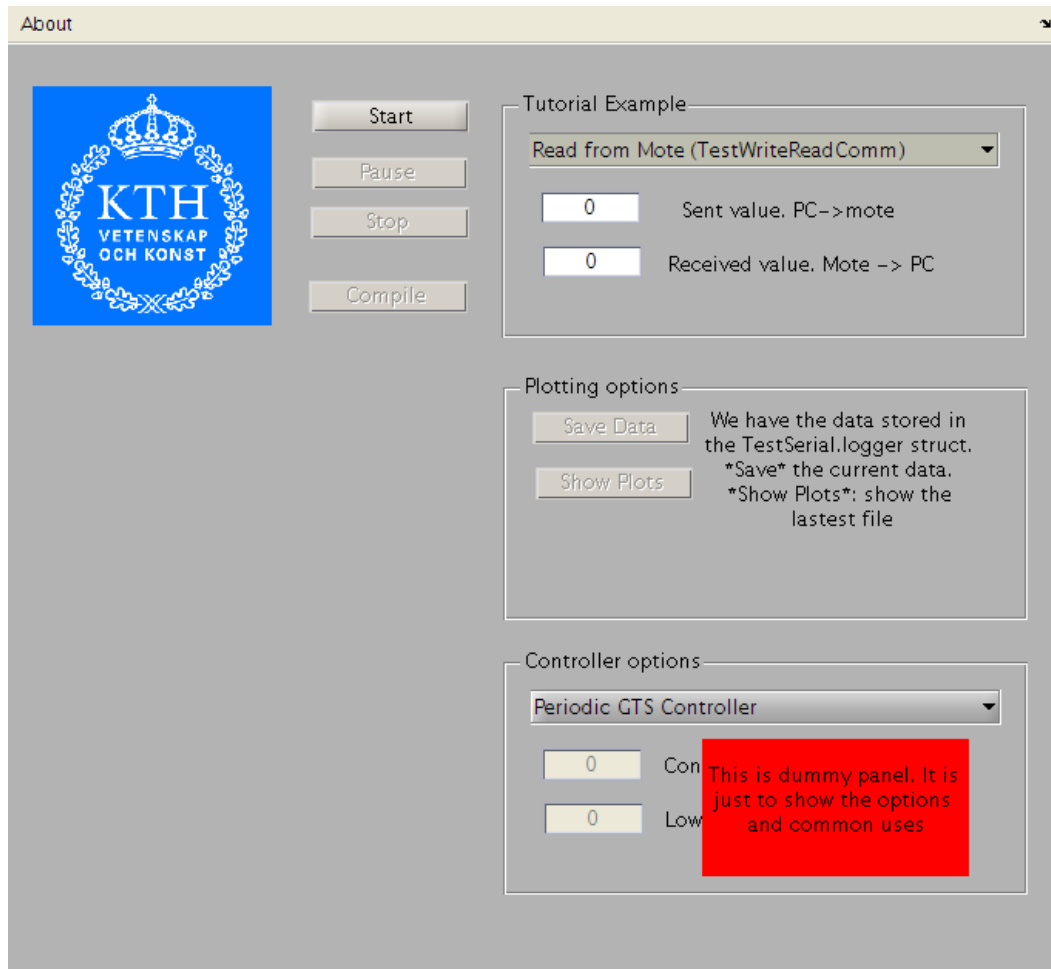 About
KTH
VETENSKAP
OCH KONST
Start
Pause
Stop
Compile
Tutorial Example
Read from Mote (TestWriteReadComm)
0 Sent value. PC->mote
0 Received value. Mote -> PC
Plotting options
Save Data
Show Plots
We have the data stored in
the TestSerial.logger struct.
*Save* the current data.
*Show Plots*: show the
lastest file
Controller options
Periodic GTS Controller
0 Con
0 Low
This is dummy panel. It is
just to show the options
and common uses